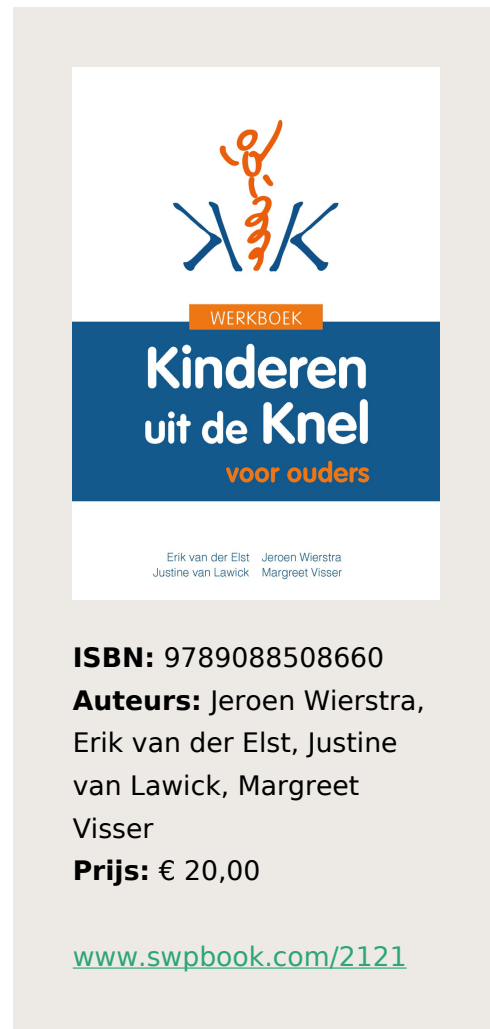 WERKBOEK
Kinderen
uit de Knel
voor ouders
Erik van der Elst Jeroen Wierstra
Justine van Lawick Margreet Visser
ISBN: 9789088508660
Auteurs: Jeroen Wierstra,
Erik van der Elst, Justine
van Lawick, Margreet
Visser
Prijs: € 20,00
www.swpbook.com/2121